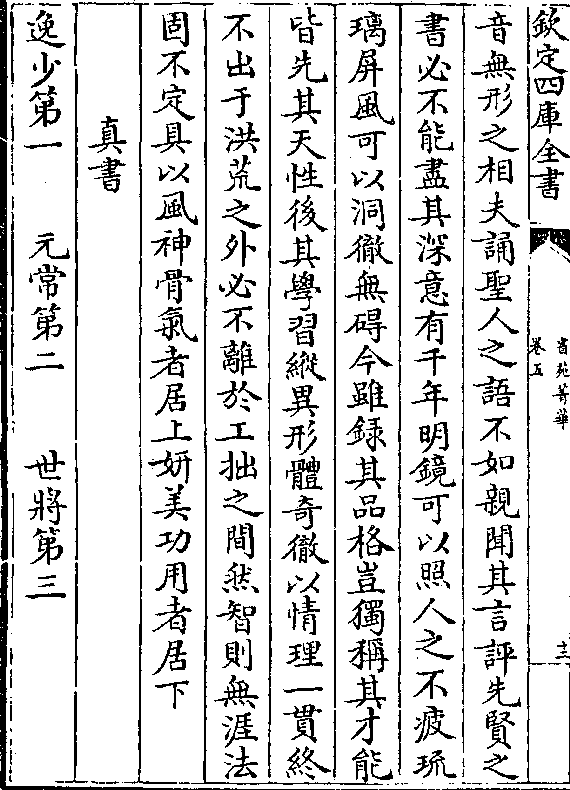 欽定四庫全書
書苑菁華
卷五
十三
音無形之相夫誦聖人之語不如親聞其言評先賢之
書必不能盡其深意有千年明鏡可以照人之不疲琉
璃屏風可以洞徹無碍今雖録其品格豈獨稱其才能
皆先其天性後其學習縱異形體奇徹以情理一貫終
不出于洪荒之外必不離於工拙之間然智則無涯法
固不定具以風神骨氣者居上妍美功用者居下
真書
逸少第一　元常第二　世將第三